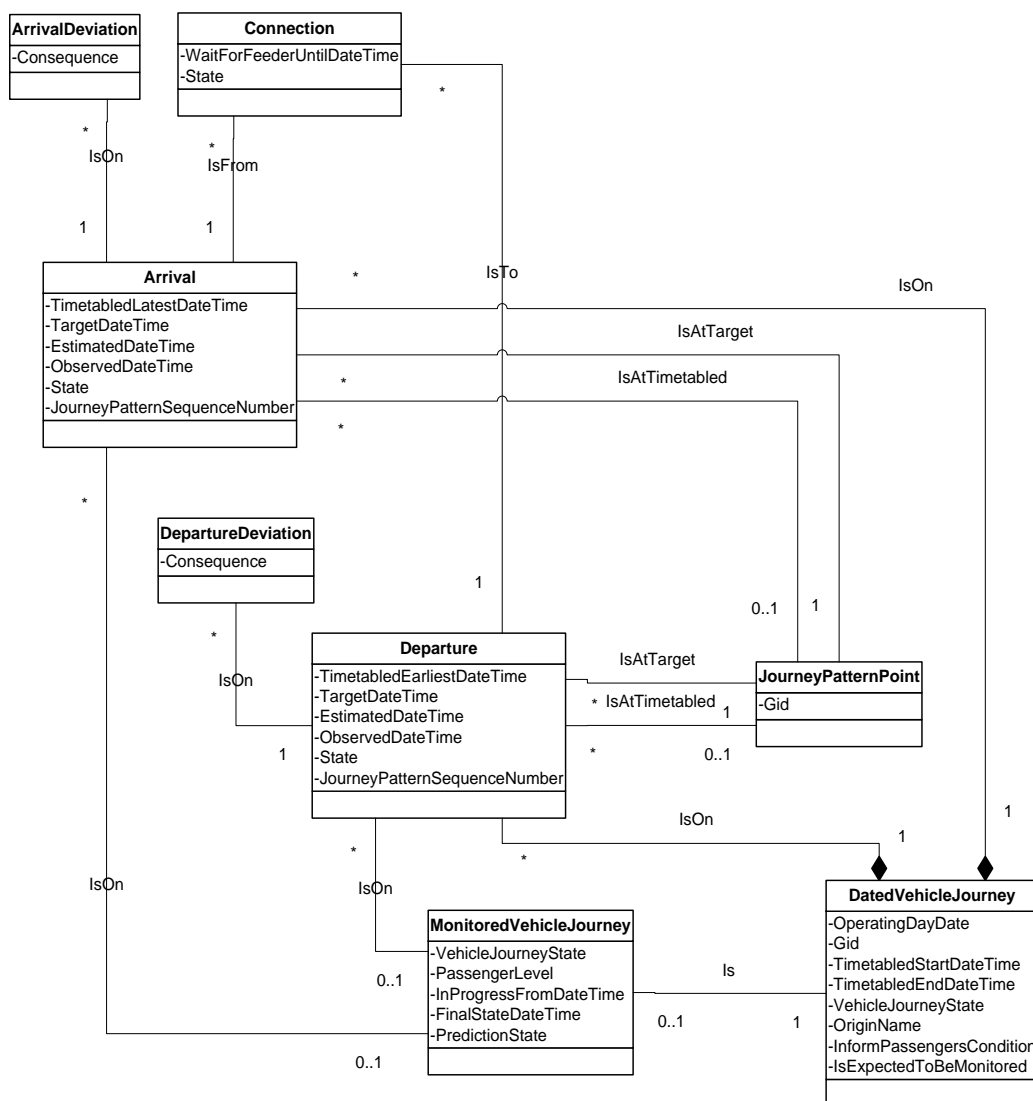 ArrivalDeviation
-Consequence
Connection
-WaitForFeederUntilDateTime
-State
*
*
*
IsOn
IsFrom
1
1
Arrival
-TimetabledLatestDateTime
-TargetDateTime
-EstimatedDateTime
-ObservedDateTime
-State
-JourneyPatternSequenceNumber
*
IsTo
IsOn
IsAtTarget
*
IsAtTimetabled
*
*
DepartureDeviation
-Consequence
*
IsOn
1
1
0..1
1
Departure
-TimetabledEarliestDateTime
-TargetDateTime
-EstimatedDateTime
-ObservedDateTime
-State
-JourneyPatternSequenceNumber
IsAtTarget
*
IsAtTimetabled
1
*
0..1
JourneyPatternPoint
-Gid
*
IsOn
*
IsOn
1
1
IsOn
0..1
MonitoredVehicleJourney
-VehicleJourneyState
-PassengerLevel
-InProgressFromDateTime
-FinalStateDateTime
-PredictionState
0..1
Is
0..1
1
DatedVehicleJourney
-OperatingDayDate
-Gid
-TimetabledStartDateTime
-TimetabledEndDateTime
-VehicleJourneyState
-OriginName
-InformPassengersCondition
-IsExpectedToBeMonitored